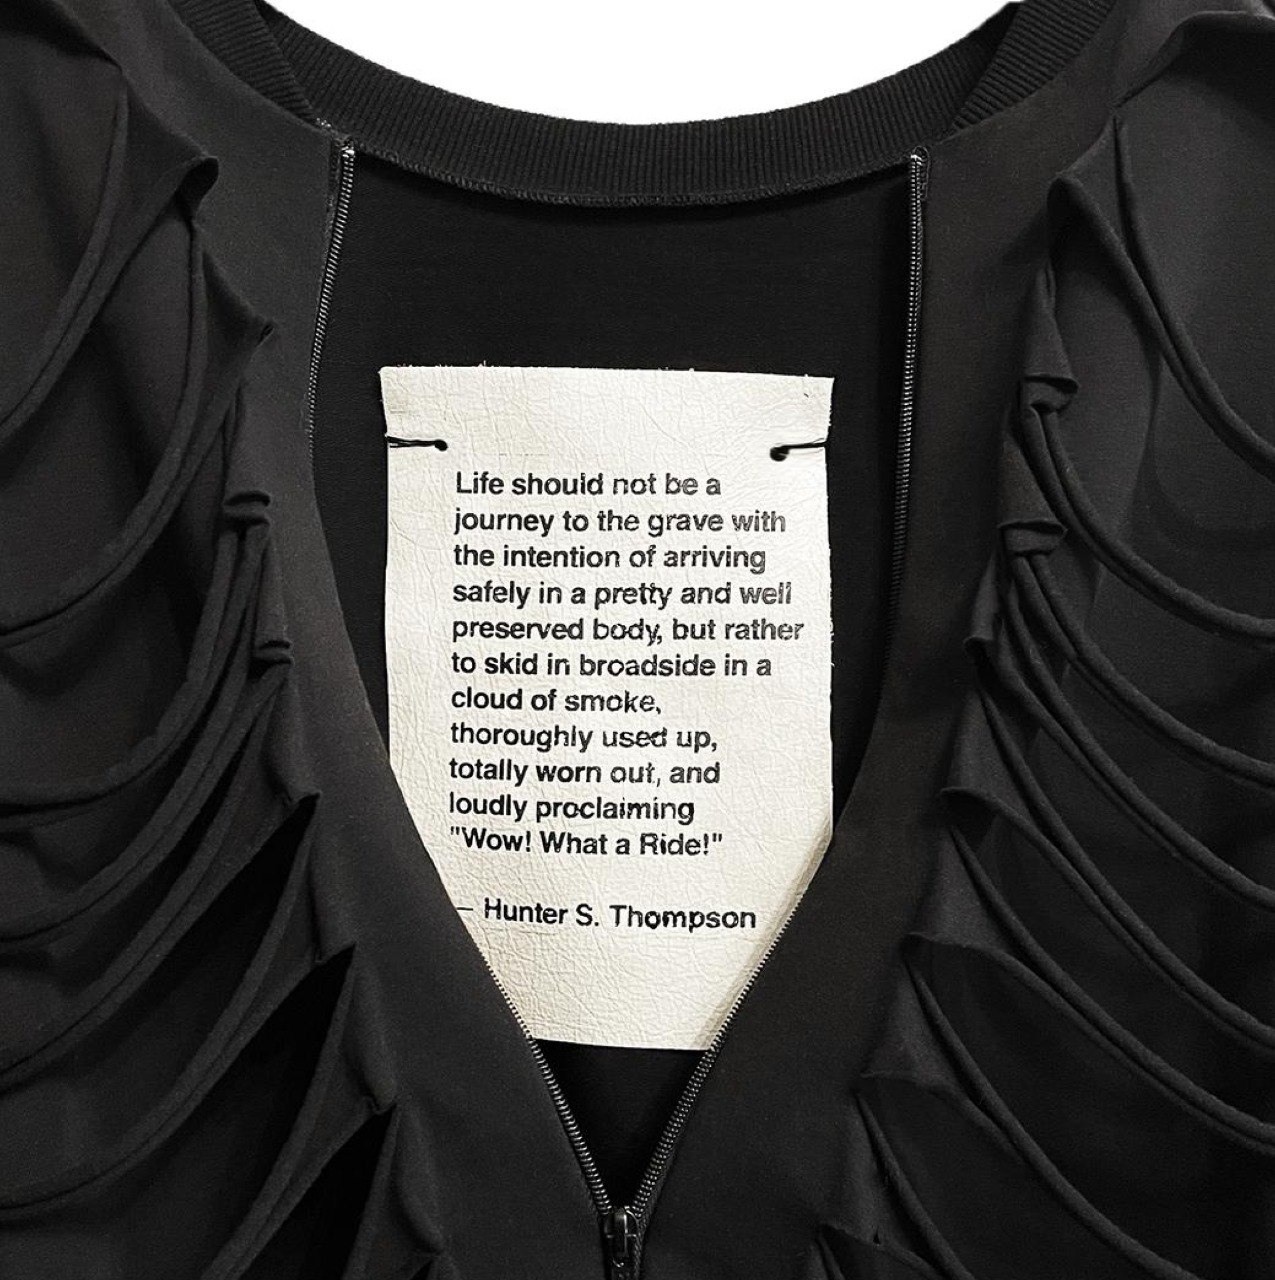 Life should not be a
journey to the grave with
the intention of arriving
safely in a pretty and well
preserved body, but rather
to skid in broadside in a
cloud of smoke,
thoroughly used up,
totally worn out, and
loudly proclaiming
"Wow! What a Ride!"
– Hunter S. Thompson